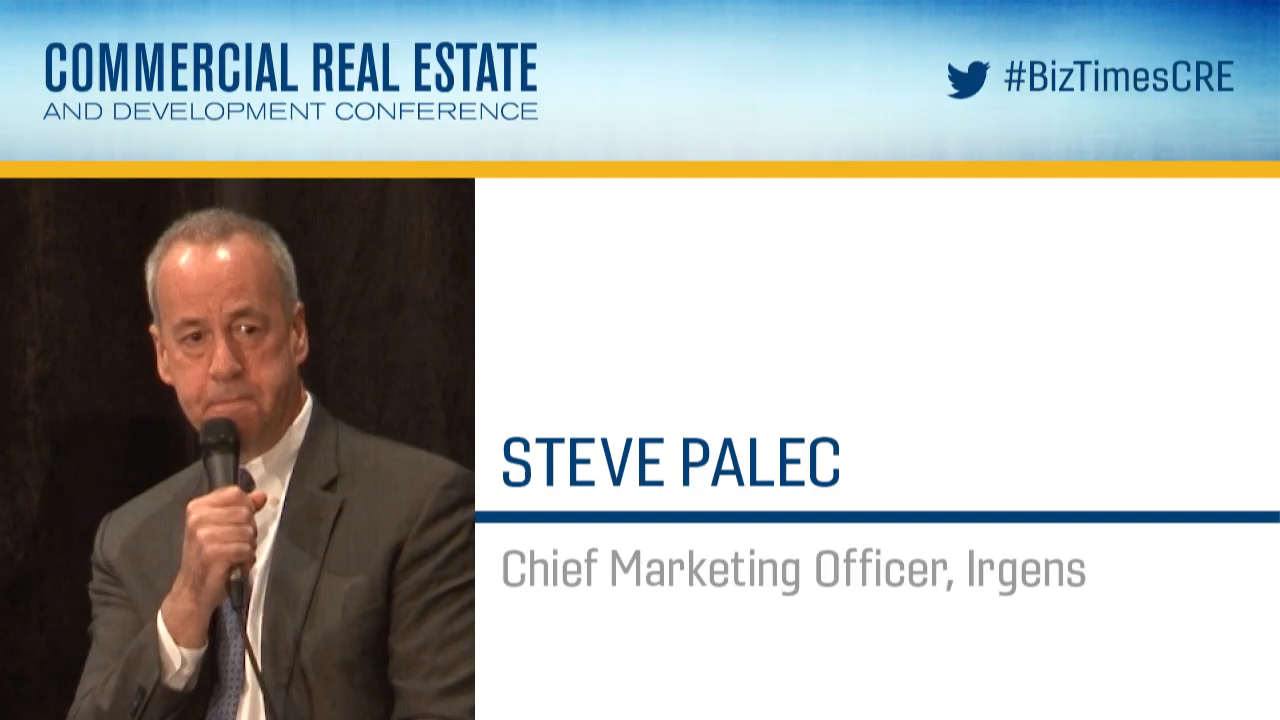 COMMERCIAL REAL ESTATE
AND DEVELOPMENT CONFERENCE
#BizTimesCRE
STEVE PALEC
Chief Marketing Officer, Irgens